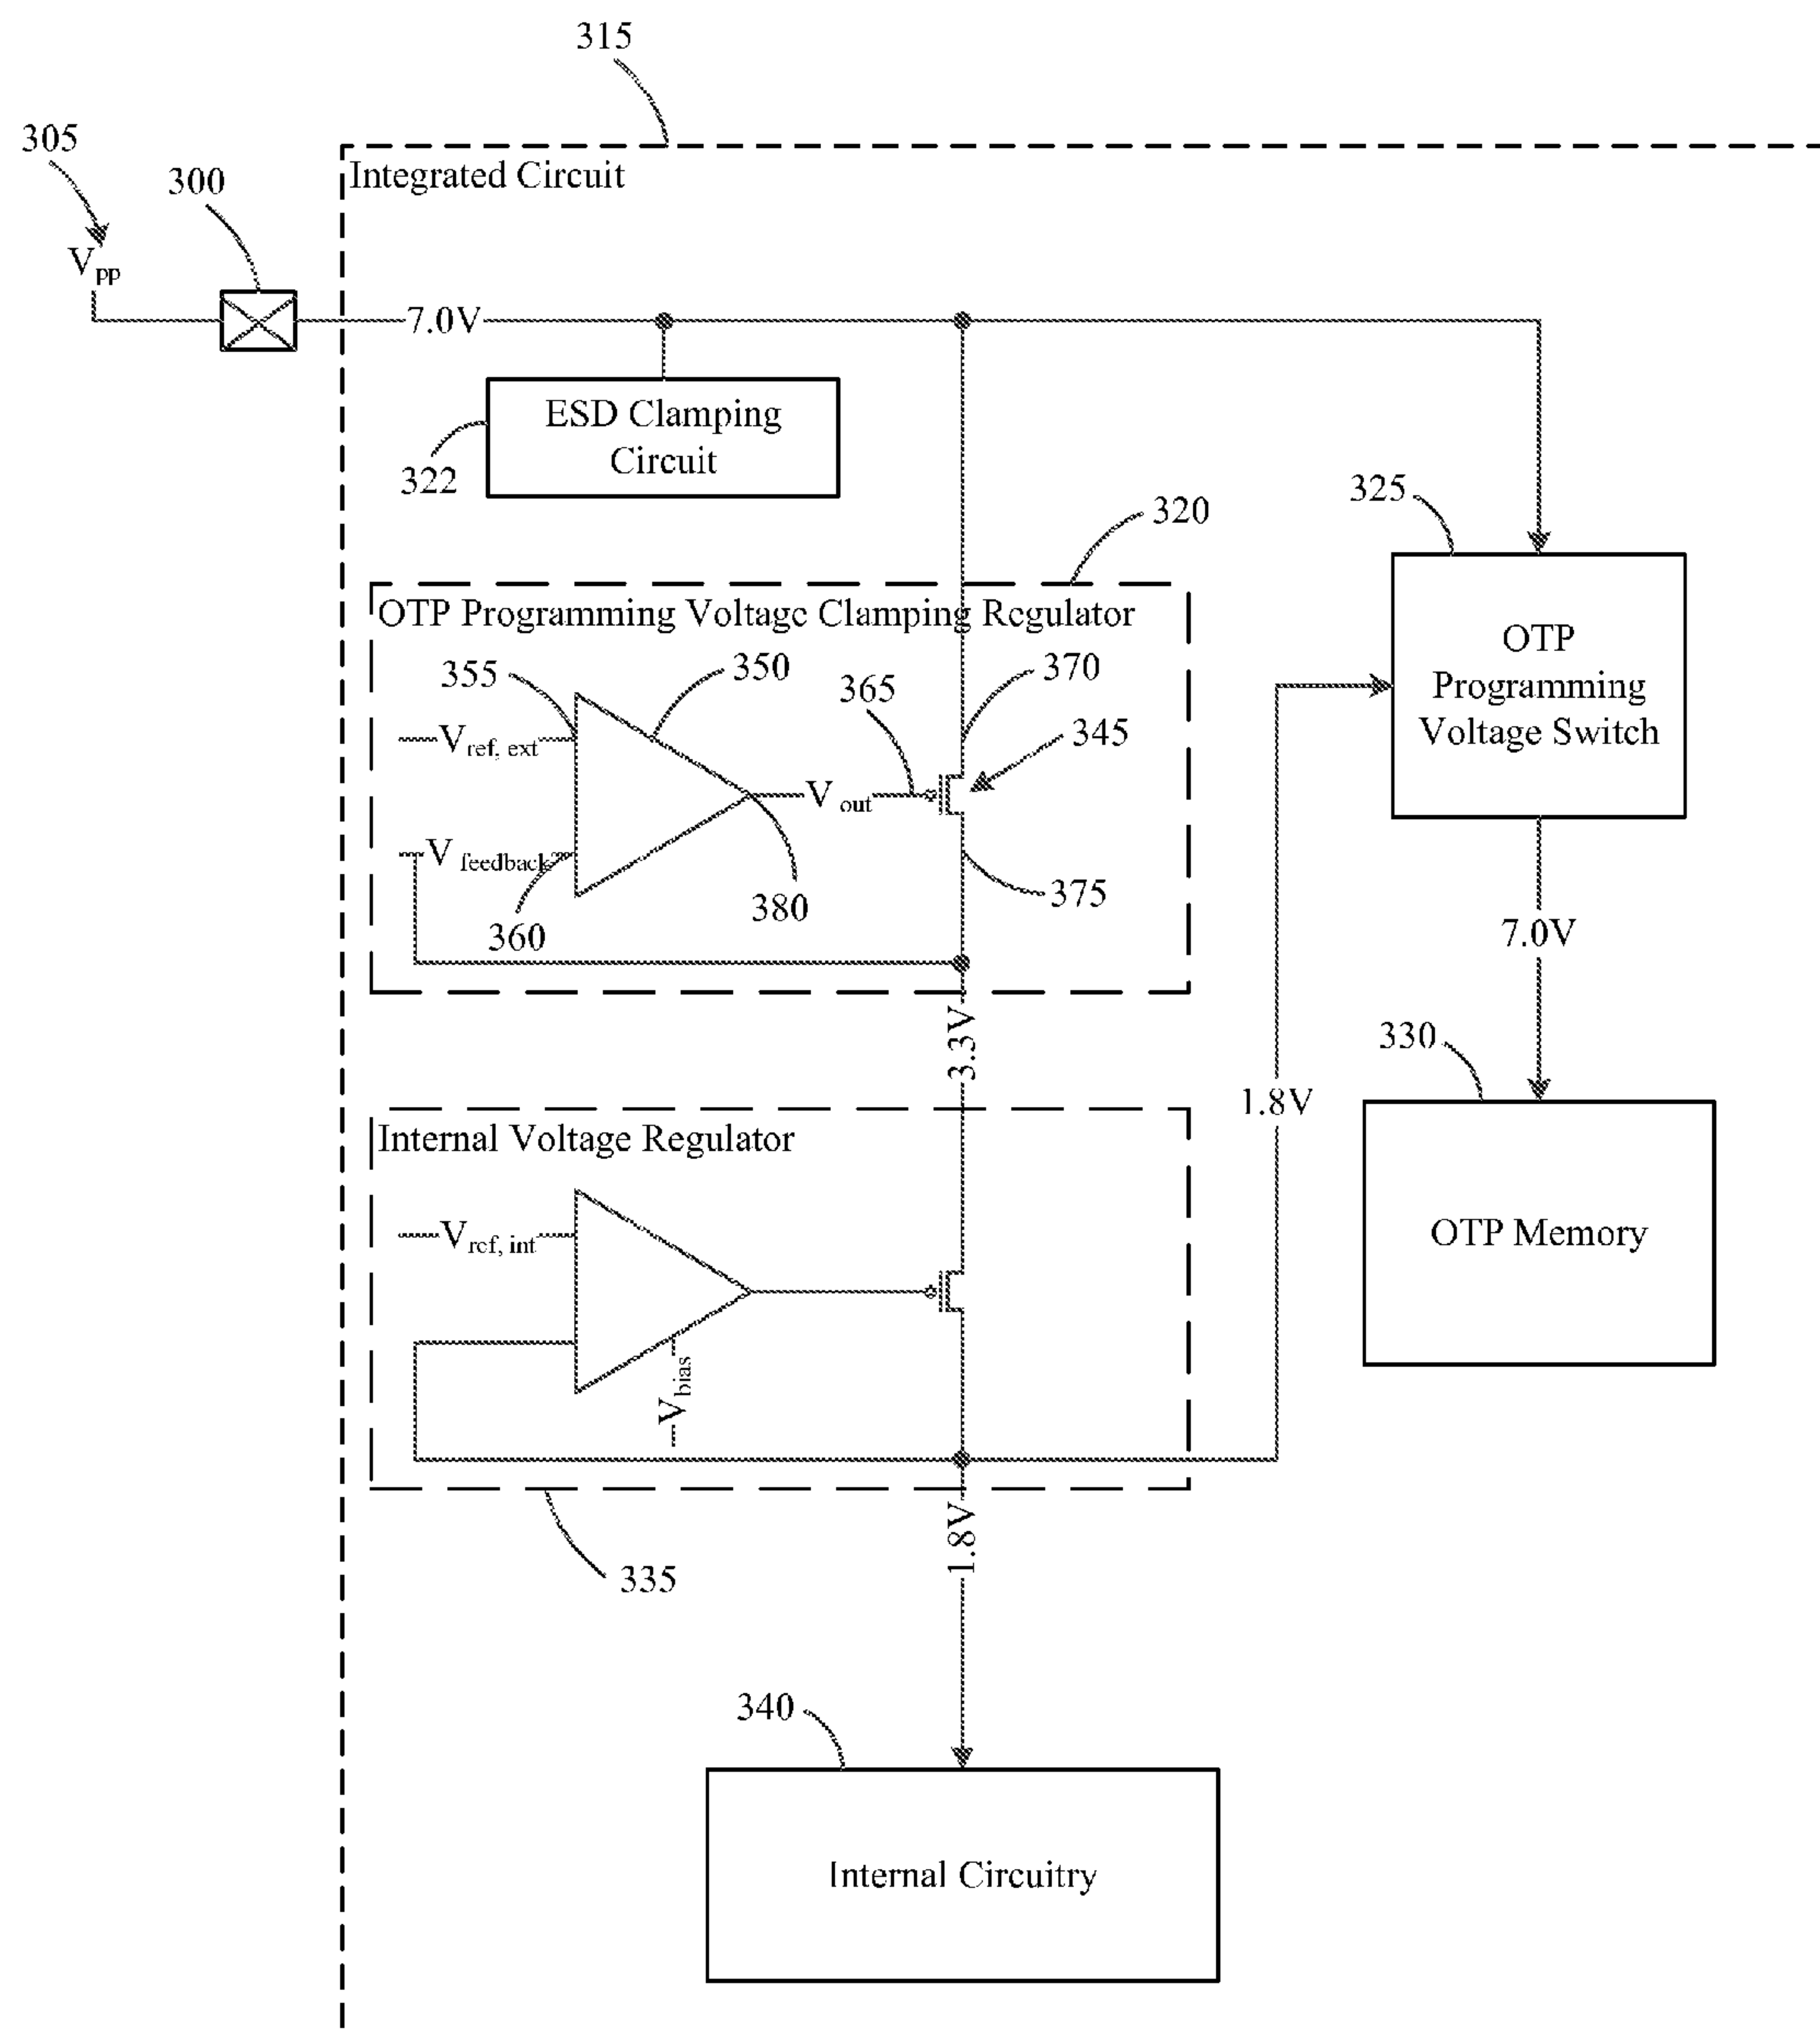 315
305
300
Integrated Circuit
Vpp
7.0V
ESD Clamping
Circuit
322
320
325
OTP Programming Voltage Clamping Regulator
OTP
Programming
Voltage Switch
355
350
365
370
345
Vref, ext
Vout
Vfeedback
360
380
375
7.0V
3.3V
330
1.8V
Internal Voltage Regulator
Vref, int
OTP Memory
Vbias
1.8V
335
340
Internal Circuitry